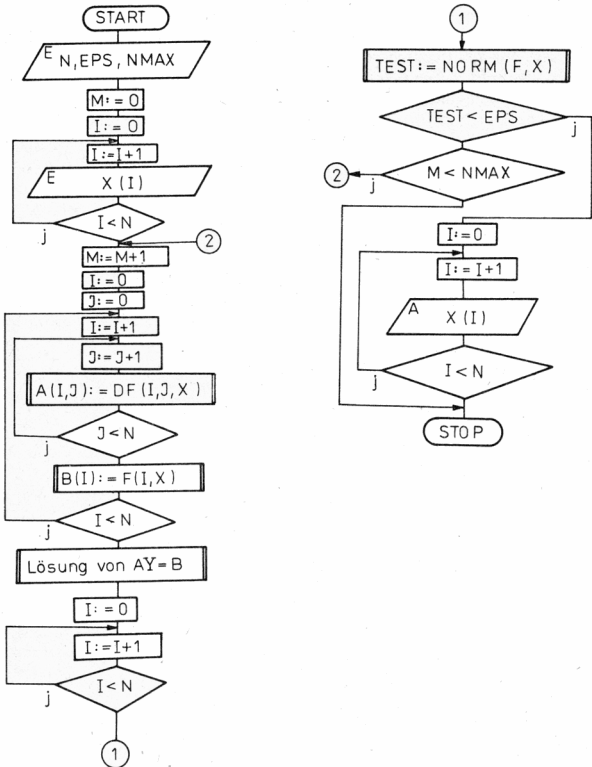 START
E N,EPS,NMAX
M:=0
I:=0
I:=I+1
E X(I)
I<N
j
2
M:=M+1
I:=0
J:=0
I:=I+1
J:=J+1
A(I,J):=DF(I,J,X)
J<N
j
B(I):=F(I,X)
I<N
j
Lösung von AY=B
I:=0
I:=I+1
I<N
j
1
1
TEST:=NORM(F,X)
TEST<EPS
j
M<NMAX
2
j
I:=0
I:=I+1
A X(I)
I<N
j
STOP